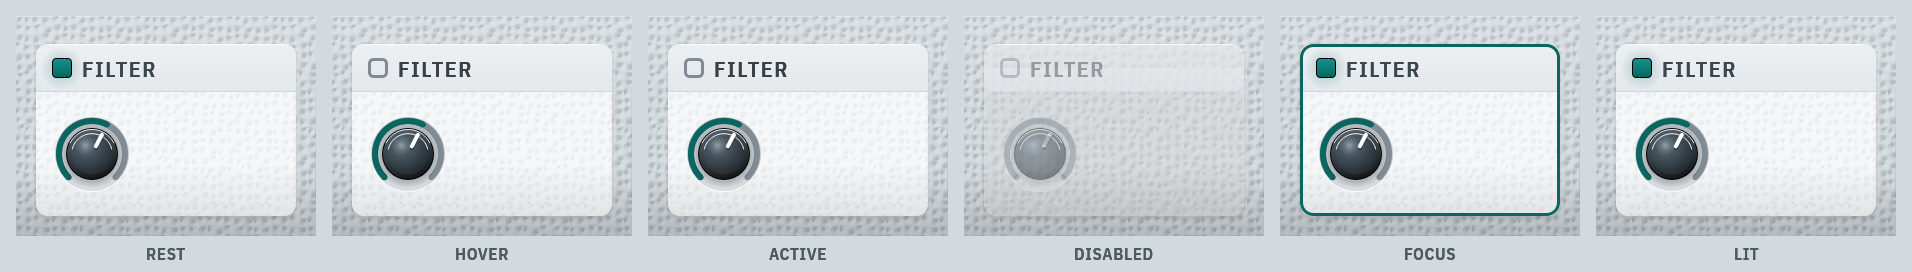 FILTER
FILTER
FILTER
FILTER
FILTER
FILTER
REST
HOVER
ACTIVE
DISABLED
FOCUS
LIT